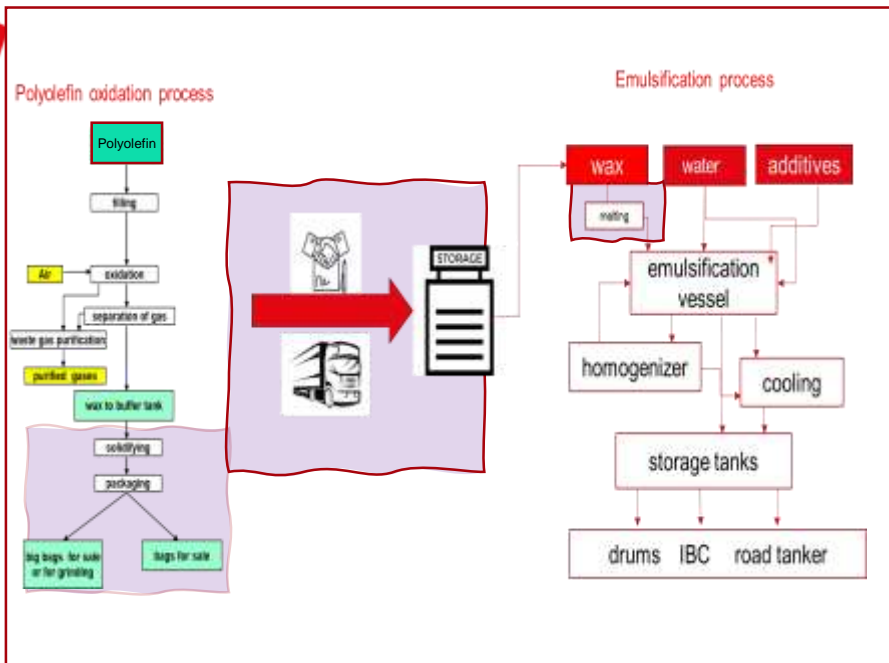 Polyolefin oxidation process
Polyolefin
filling
Air
oxidation
separation of gas
waste gas purification
purified gases
wax to buffer tank
solidifying
packaging
big bags for sale
or for grinding
bags for sale
STORAGE
Emulsification process
wax
water
additives
melting
emulsification
vessel
homogenizer
cooling
storage tanks
drums IBC road tanker